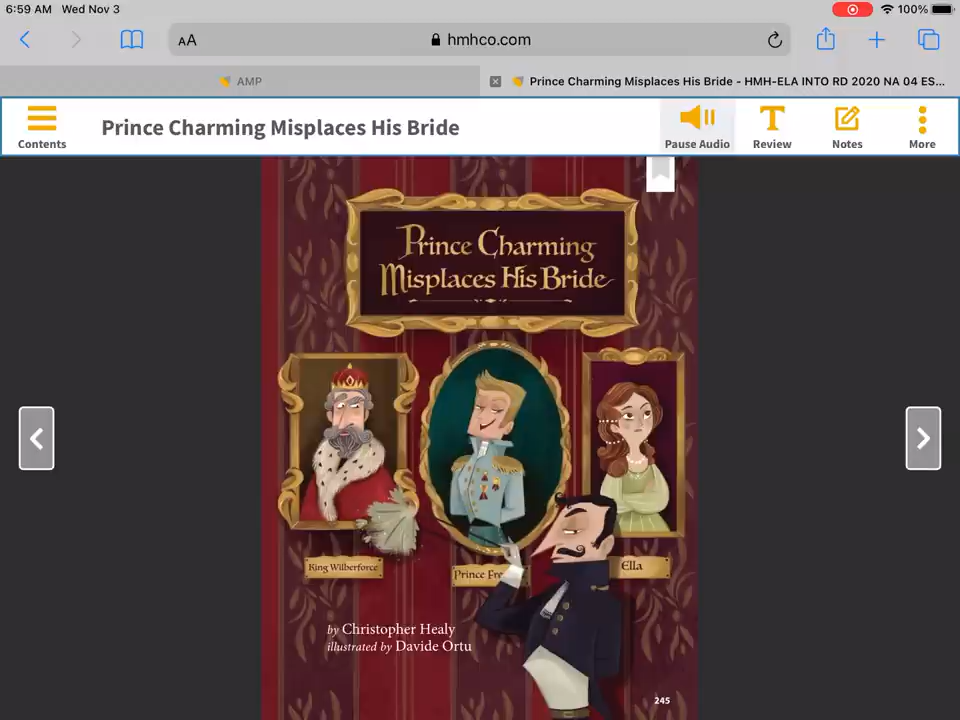 6:59 AM Wed Nov 3
100%
AA
hmhco.com
AMP
Prince Charming Misplaces His Bride - HMH-ELA INTO RD 2020 NA 04 ES...
Contents
Prince Charming Misplaces His Bride
Pause Audio
T
Review
Notes
More
Prince Charming
Misplaces His Bride
King Wilberforce
Prince Fre
Ella
by Christopher Healy
illustrated by Davide Ortu
245